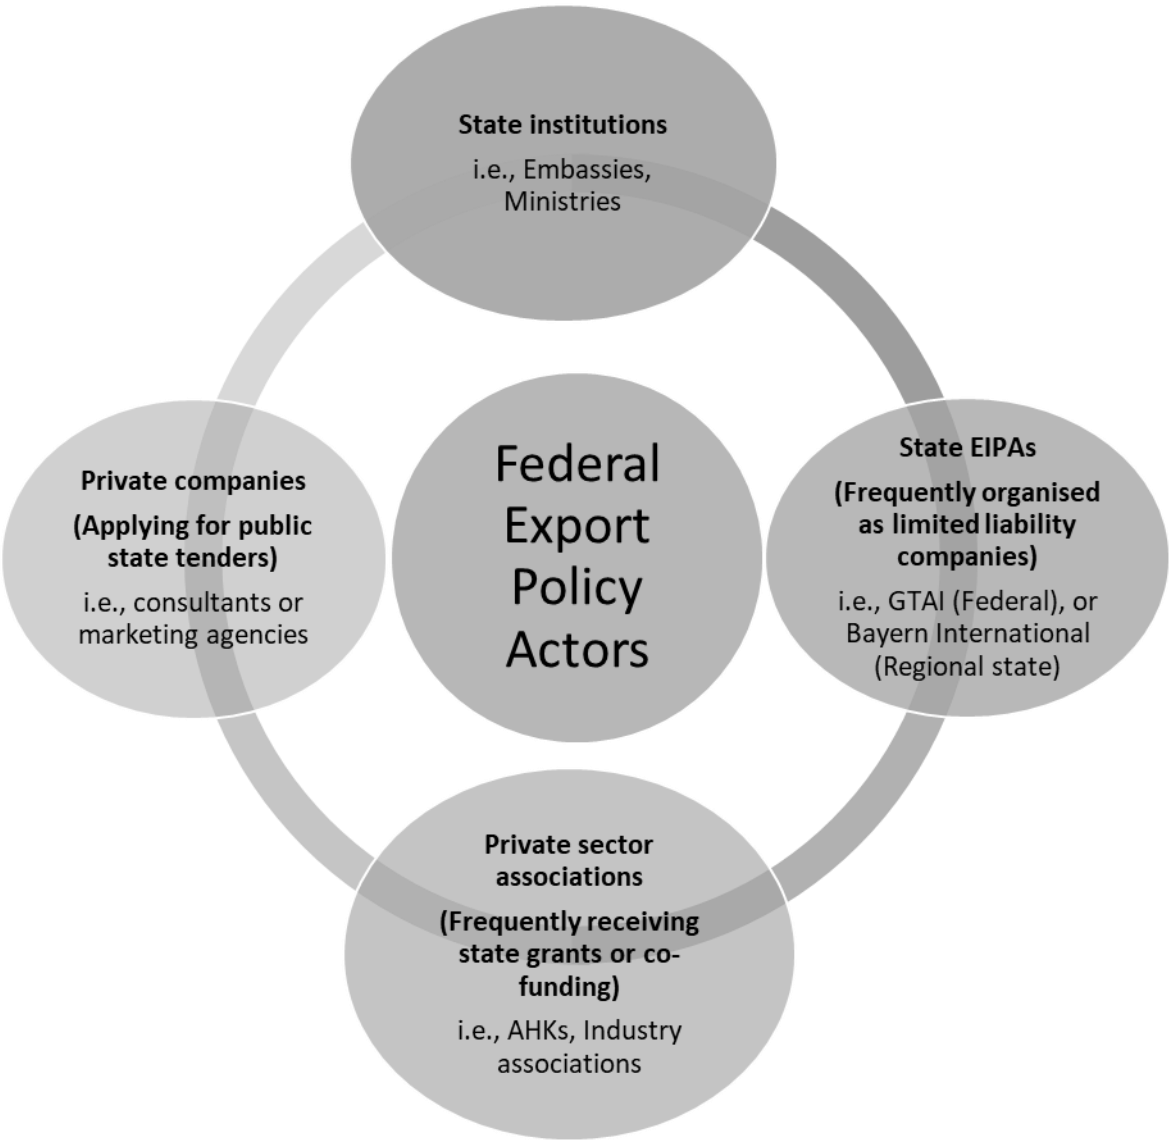 State institutions
i.e., Embassies,
Ministries
Private companies
(Applying for public
state tenders)
i.e., consultants or
marketing agencies
Federal
Export
Policy
Actors
State EIPAs
(Frequently organised
as limited liability
companies)
i.e., GTAI (Federal), or
Bayern International
(Regional state)
Private sector
associations
(Frequently receiving
state grants or co-
funding)
i.e., AHKs, Industry
associations